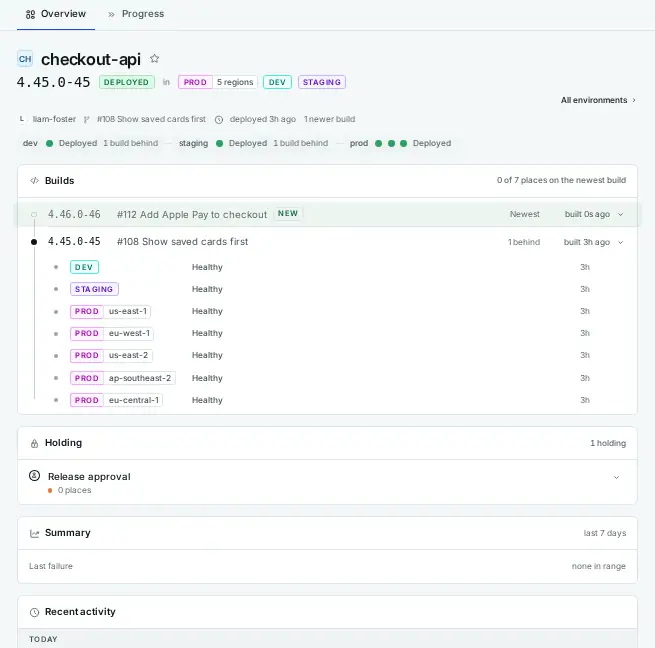 Overview » Progress
CH checkout-api
4.45.0-45 DEPLOYED in PROD 5 regions DEV STAGING
All environments ›
L liam-foster #108 Show saved cards first deployed 3h ago 1 newer build
dev Deployed 1 build behind staging Deployed 1 build behind prod Deployed
</> Builds 0 of 7 places on the newest build
4.46.0-46 #112 Add Apple Pay to checkout NEW Newest built 0s ago
4.45.0-45 #108 Show saved cards first 1 behind built 3h ago
DEV Healthy 3h
STAGING Healthy 3h
PROD us-east-1 Healthy 3h
PROD eu-west-1 Healthy 3h
PROD us-east-2 Healthy 3h
PROD ap-southeast-2 Healthy 3h
PROD eu-central-1 Healthy 3h
Holding 1 holding
Release approval
0 places
Summary last 7 days
Last failure none in range
Recent activity
TODAY